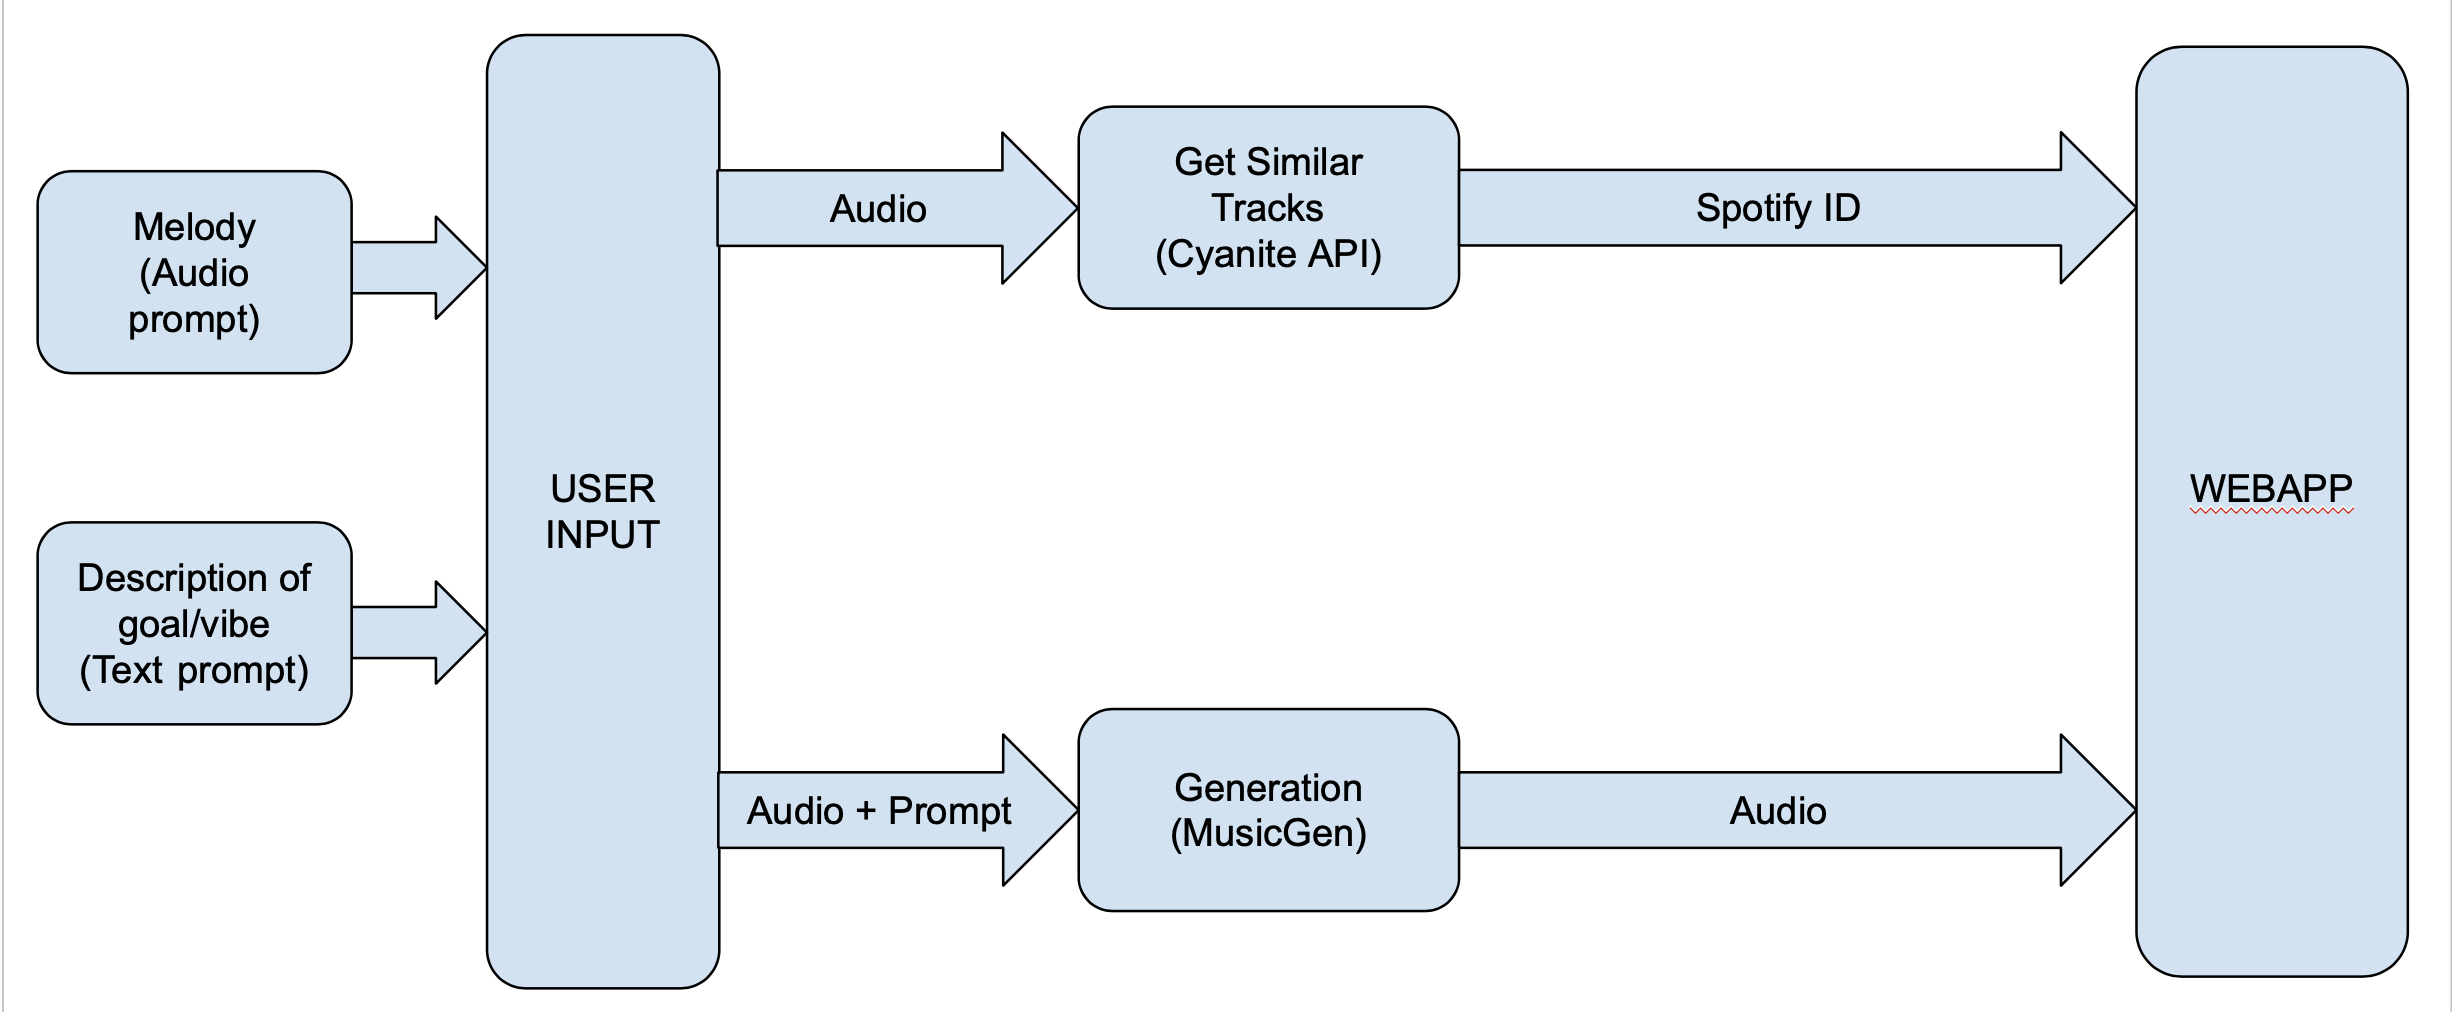 Melody
(Audio
prompt)
Description of
goal/vibe
(Text prompt)
USER
INPUT
Audio
Get Similar
Tracks
(Cyanite API)
Spotify ID
Audio + Prompt
Generation
(MusicGen)
Audio
WEBAPP